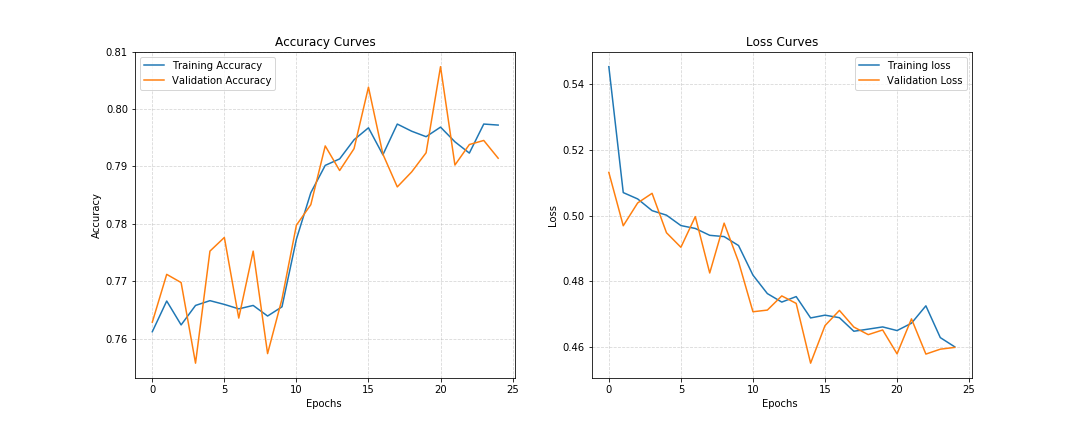 Accuracy Curves
Training Accuracy
Validation Accuracy
0.81
0.80
0.79
0.78
0.77
0.76
Accuracy
0 5 10 15 20 25
Epochs
Loss Curves
Training loss
Validation Loss
0.54
0.52
0.50
0.48
0.46
Loss
0 5 10 15 20 25
Epochs